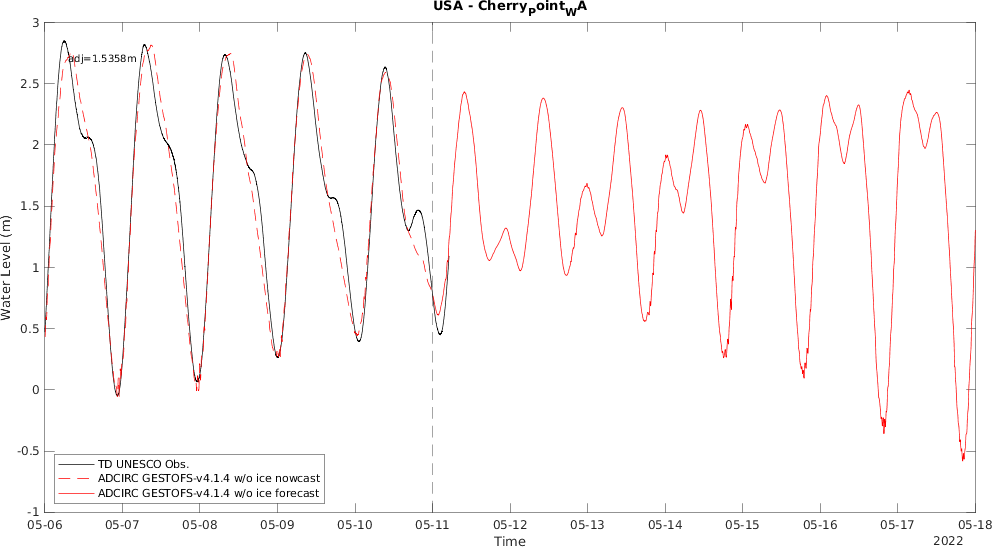 USA - CherryPointWA
adj=1.5358m
Water Level (m)
3
2.5
2
1.5
1
0.5
0
-0.5
-1
TD UNESCO Obs.
ADCIRC GESTOFS-v4.1.4 w/o ice nowcast
ADCIRC GESTOFS-v4.1.4 w/o ice forecast
05-06 05-07 05-08 05-09 05-10 05-11 05-12 05-13 05-14 05-15 05-16 05-17 05-18
Time
2022